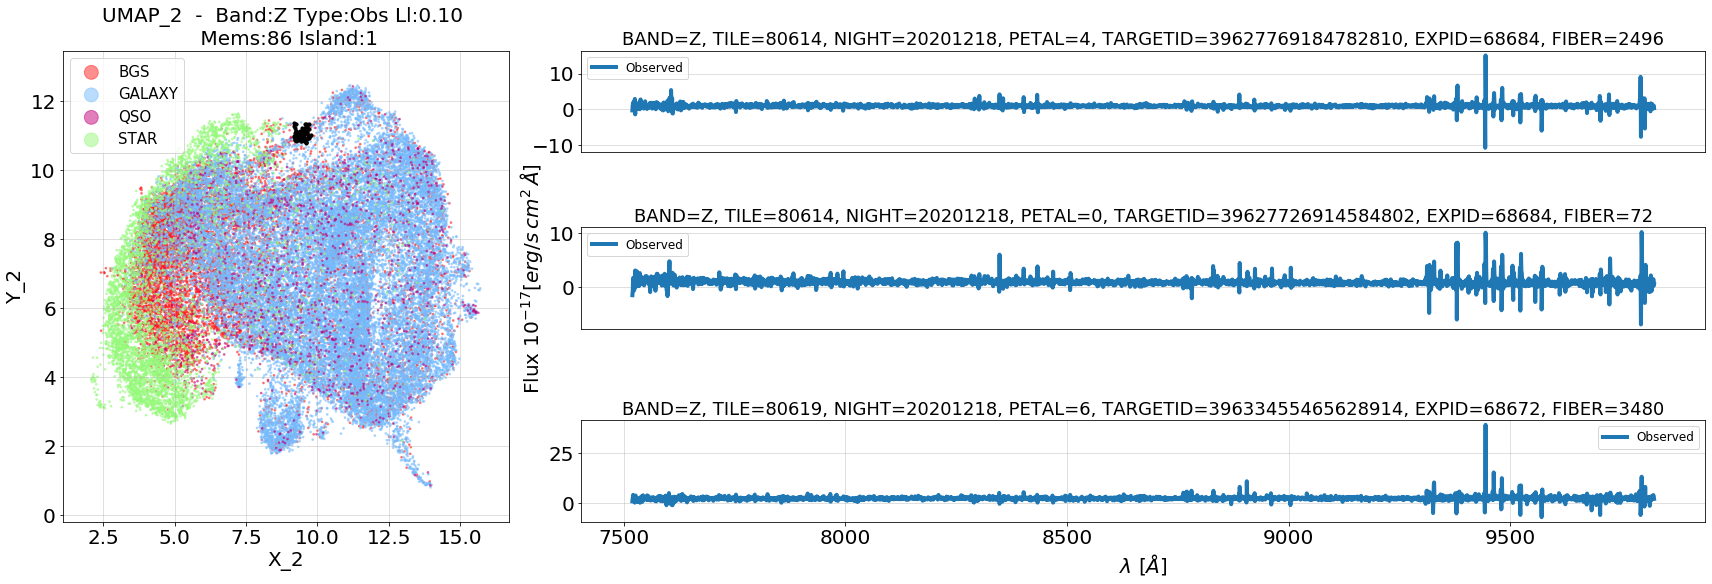 UMAP_2 - Band:Z Type:Obs Ll:0.10
Mems:86 Island:1
BGS
GALAXY
QSO
STAR
12
10
8
6
4
2
0
Y_2
2.5 5.0 7.5 10.0 12.5 15.0
X_2
BAND=Z, TILE=80614, NIGHT=20201218, PETAL=4, TARGETID=39627769184782810, EXPID=68684, FIBER=2496
Observed
10
0
−10
BAND=Z, TILE=80614, NIGHT=20201218, PETAL=0, TARGETID=39627726914584802, EXPID=68684, FIBER=72
Observed
10
0
Flux 10⁻¹⁷[erg/s cm² Å]
BAND=Z, TILE=80619, NIGHT=20201218, PETAL=6, TARGETID=39633455465628914, EXPID=68672, FIBER=3480
Observed
25
0
7500 8000 8500 9000 9500
λ [Å]